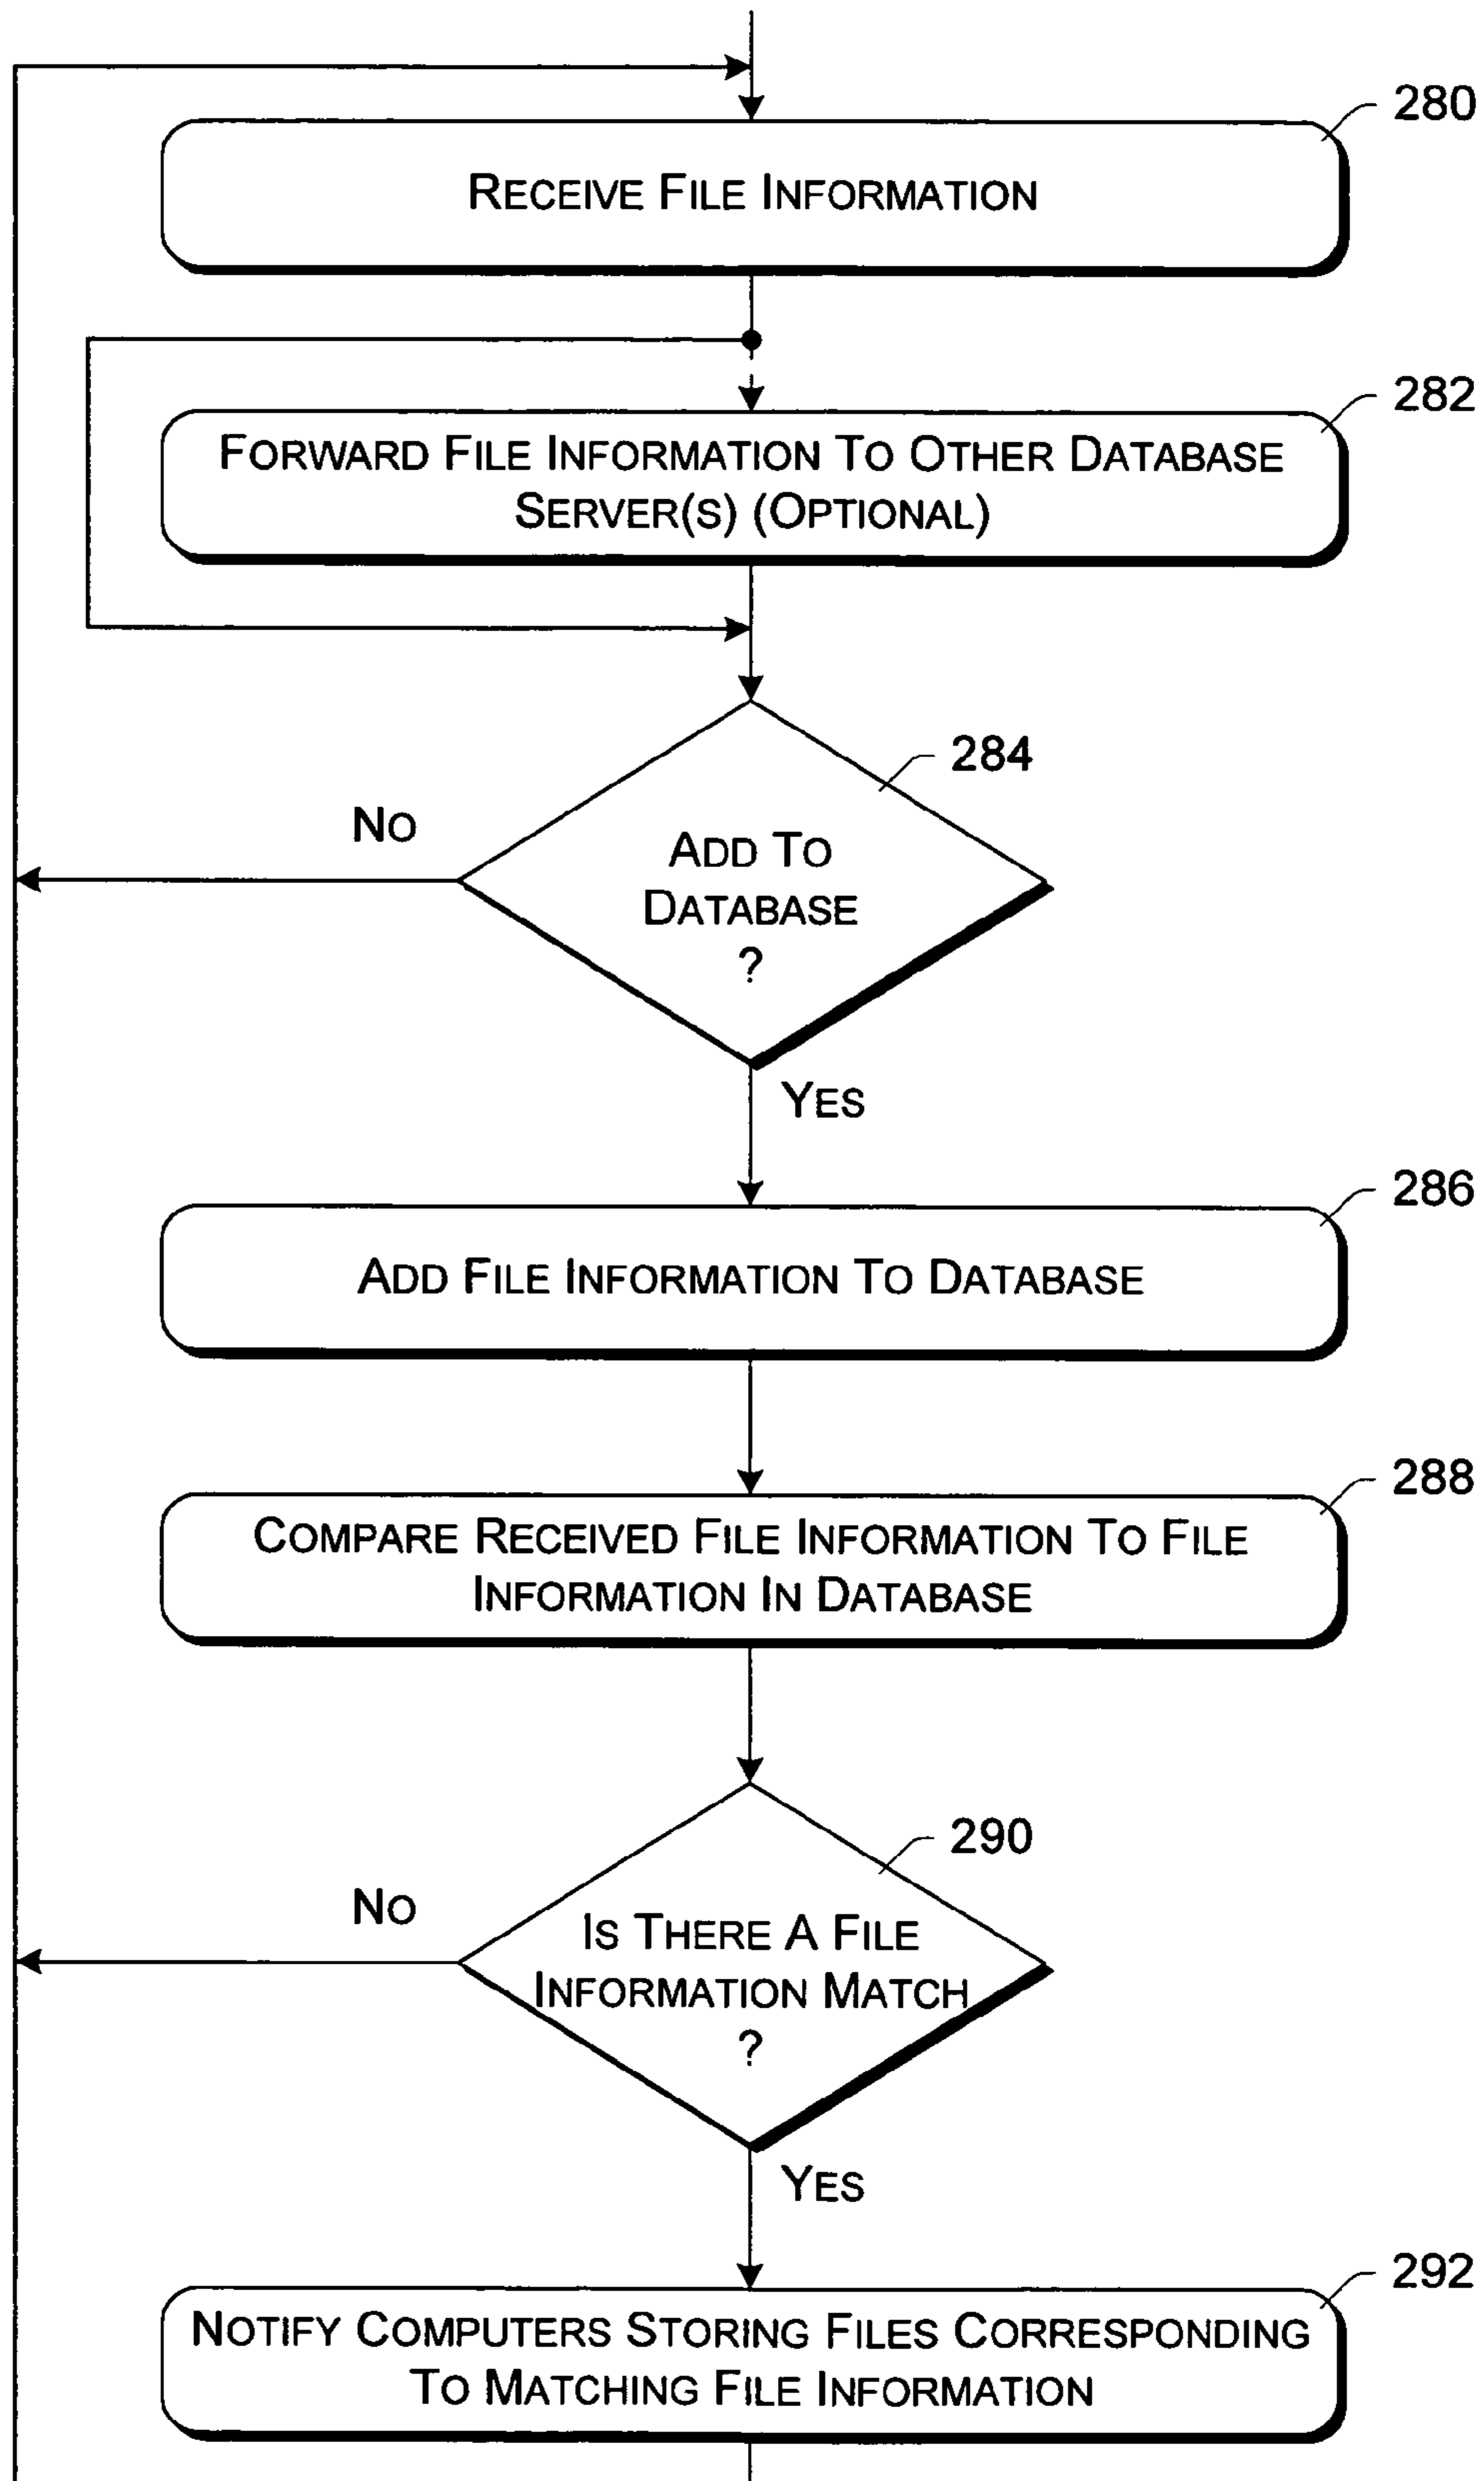 280
RECEIVE FILE INFORMATION
282
FORWARD FILE INFORMATION TO OTHER DATABASE
SERVER(S) (OPTIONAL)
284
NO
ADD TO
DATABASE
?
YES
286
ADD FILE INFORMATION TO DATABASE
288
COMPARE RECEIVED FILE INFORMATION TO FILE
INFORMATION IN DATABASE
290
NO
IS THERE A FILE
INFORMATION MATCH
?
YES
292
NOTIFY COMPUTERS STORING FILES CORRESPONDING
TO MATCHING FILE INFORMATION